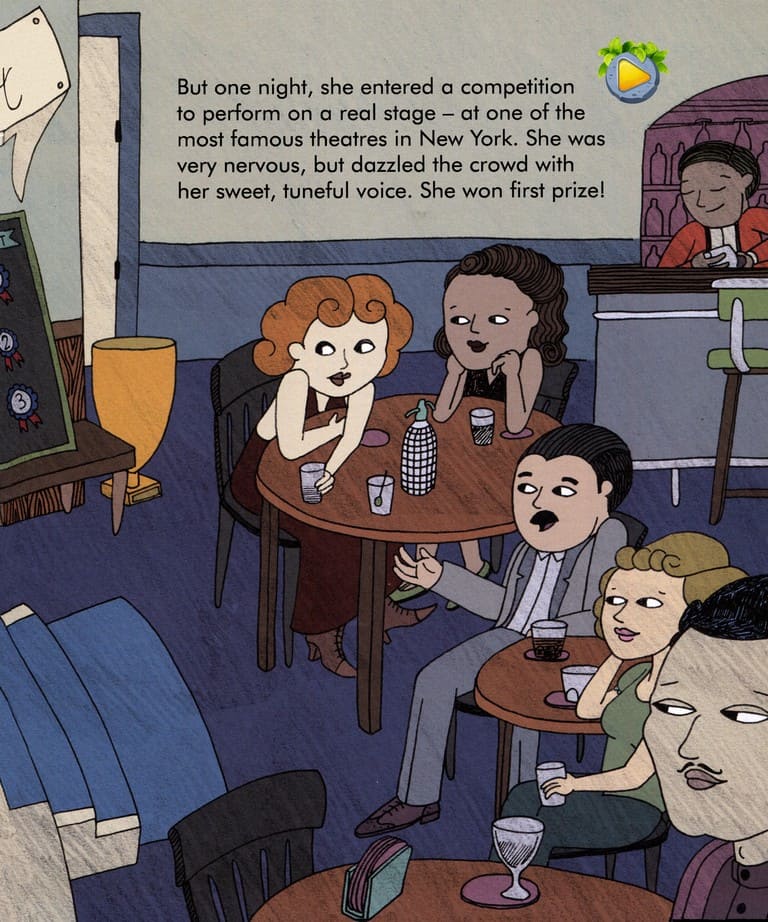 But one night, she entered a competition
to perform on a real stage – at one of the
most famous theatres in New York. She was
very nervous, but dazzled the crowd with
her sweet, tuneful voice. She won first prize!
2
3